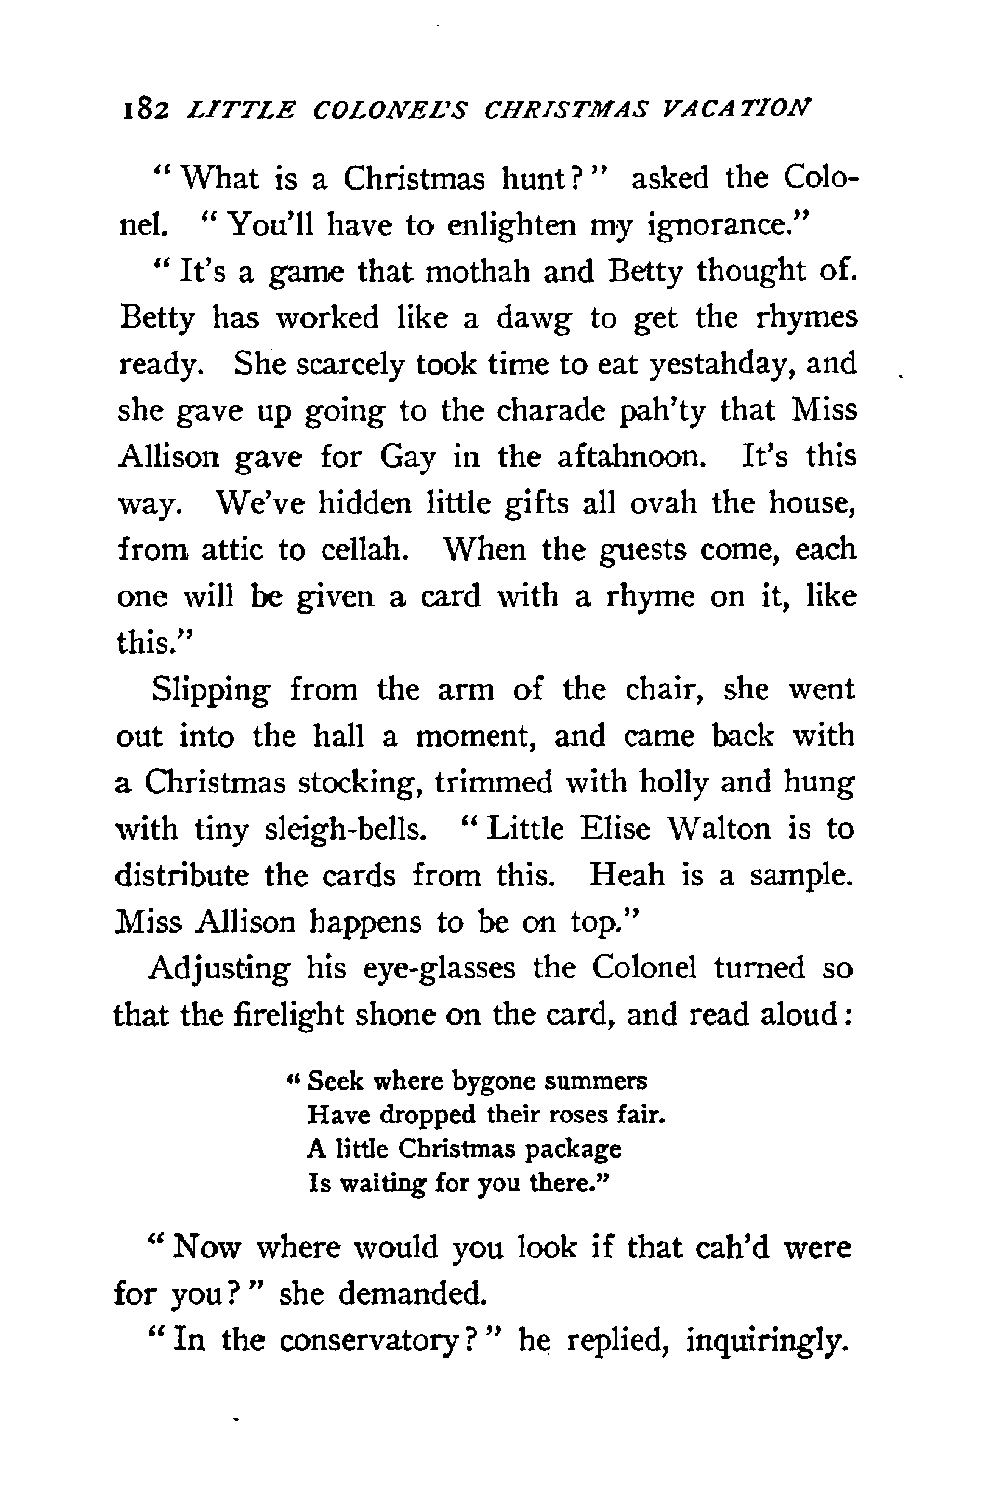 182 LITTLE COLONEL'S CHRISTMAS VACATION
"What is a Christmas hunt?" asked the Colo-
nel. "You'll have to enlighten my ignorance."
"It's a game that mothah and Betty thought of.
Betty has worked like a dawg to get the rhymes
ready. She scarcely took time to eat yestahday, and
she gave up going to the charade pah'ty that Miss
Allison gave for Gay in the aftahnoon. It's this
way. We've hidden little gifts all ovah the house,
from attic to cellah. When the guests come, each
one will be given a card with a rhyme on it, like
this."
Slipping from the arm of the chair, she went
out into the hall a moment, and came back with
a Christmas stocking, trimmed with holly and hung
with tiny sleigh-bells. "Little Elise Walton is to
distribute the cards from this. Heah is a sample.
Miss Allison happens to be on top."
Adjusting his eye-glasses the Colonel turned so
that the firelight shone on the card, and read aloud:
"Seek where bygone summers
Have dropped their roses fair.
A little Christmas package
Is waiting for you there."
"Now where would you look if that cah'd were
for you?" she demanded.
"In the conservatory?" he replied, inquiringly.